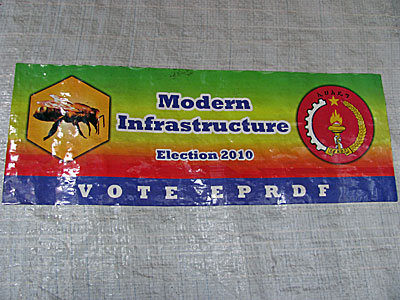 Modern
Infrastructure
Election 2010
VOTE EPRDF